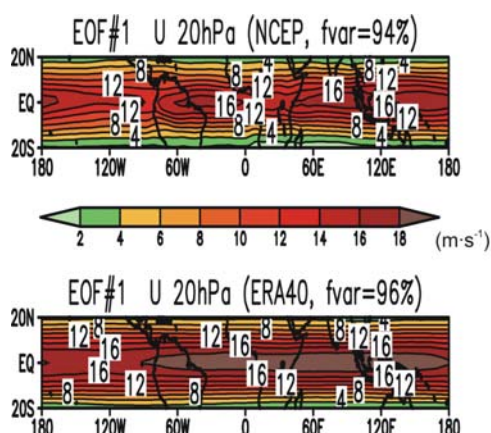 EOF#1 U 20hPa (NCEP, fvar=94%)
20N 8 4 8 8 4
12 16 12 16 12
EQ 12 12 16 16 12
8 8 8
20S 4 4 4
180 120W 60W 0 60E 120E 180
2 4 6 8 10 12 14 16 18 (m·s⁻¹)
EOF#1 U 20hPa (ERA40, fvar=96%)
20N 12 8 12 8 8 12 4
16 16 16 12
EQ 16 12 16 12 16 12
8 8 8
20S 4
180 120W 60W 0 60E 120E 180